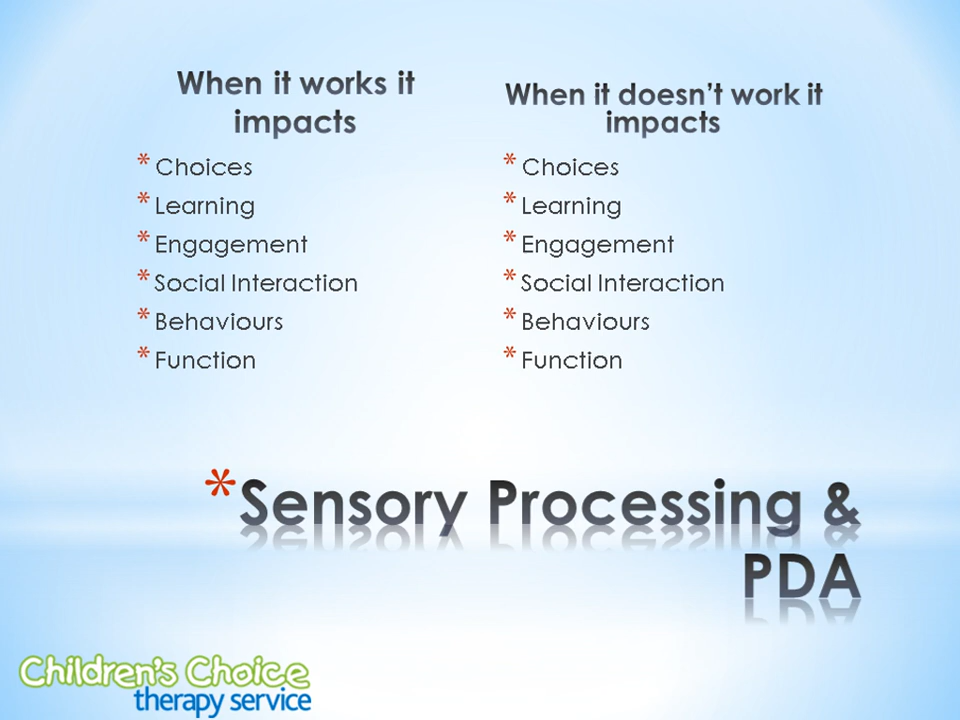 When it works it
impacts
* Choices
* Learning
* Engagement
* Social Interaction
* Behaviours
* Function
When it doesn't work it
impacts
* Choices
* Learning
* Engagement
* Social Interaction
* Behaviours
* Function
* Sensory Processing &
PDA
Children's Choice
therapy service